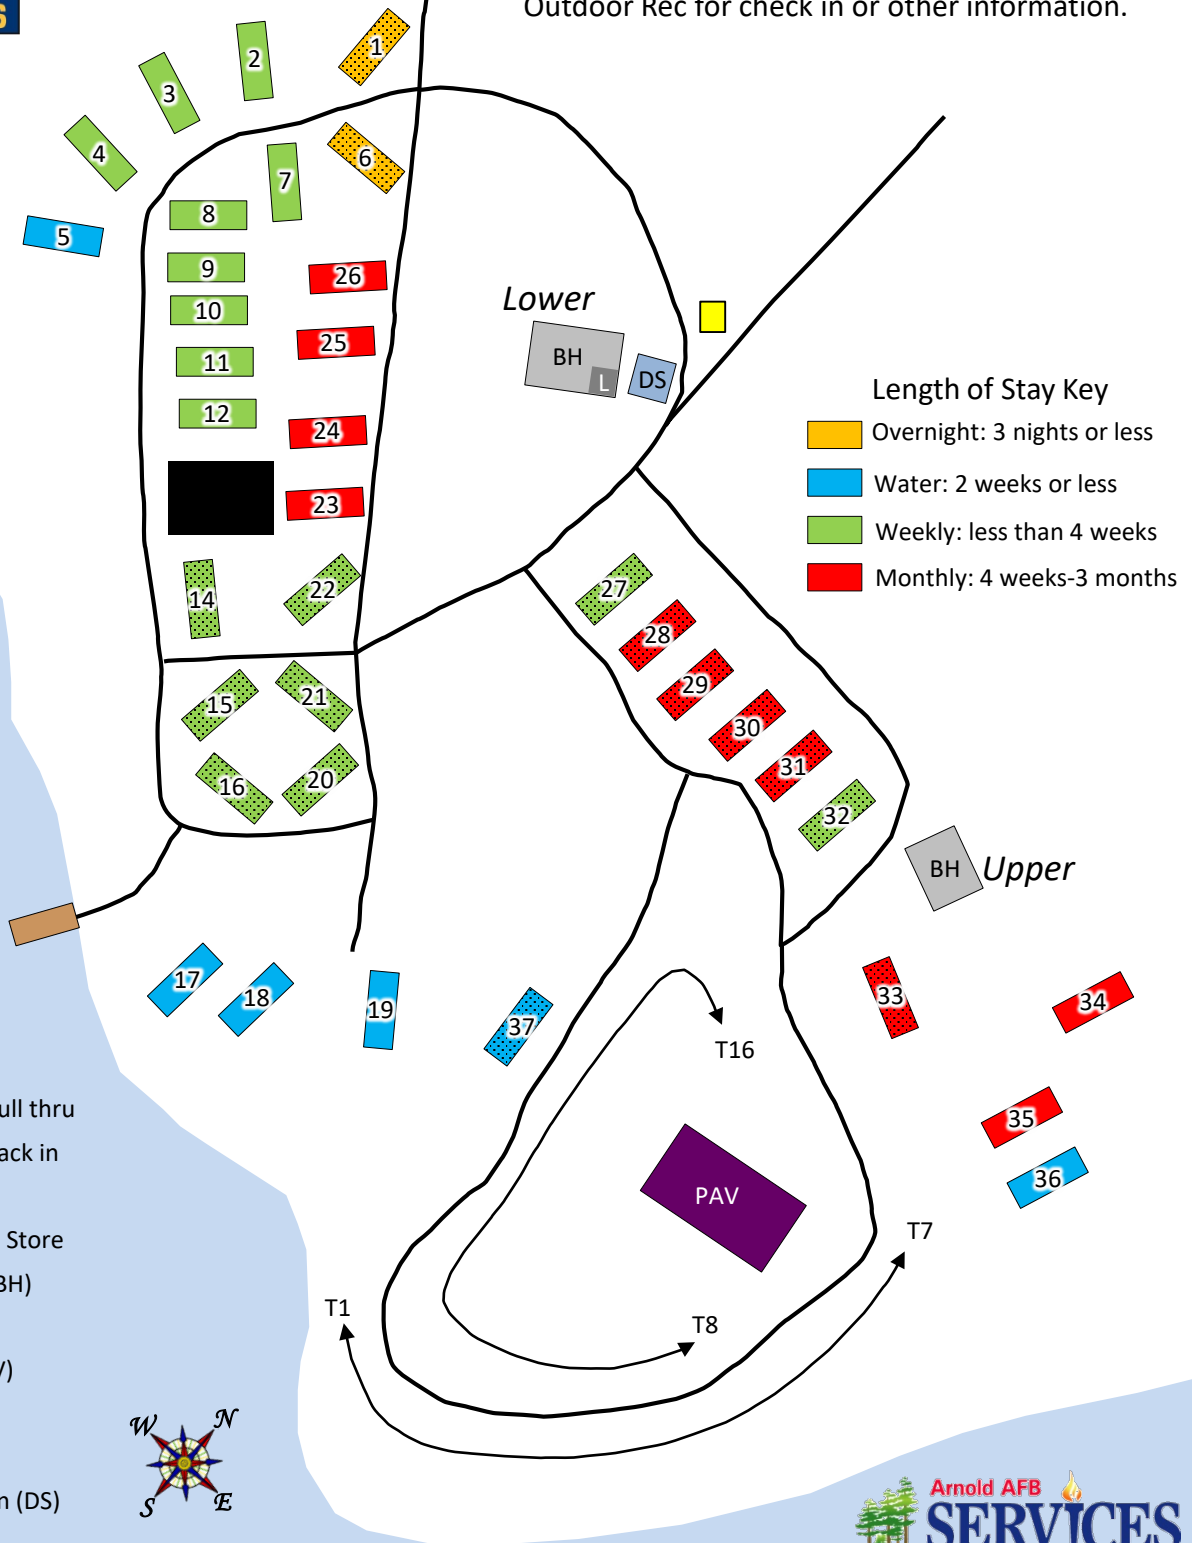 S
Outdoor Rec for check in or other information.
1
2
3
4
5
6
7
8
9
10
11
12
26
25
24
23
14
22
15
21
16
20
Lower
BH
L
DS
Length of Stay Key
Overnight: 3 nights or less
Water: 2 weeks or less
Weekly: less than 4 weeks
Monthly: 4 weeks-3 months
27
28
29
30
31
32
BH
Upper
17
18
19
37
33
34
35
36
T16
PAV
T7
T1
T8
ull thru
ack in
Store
BH)
V)
n (DS)
W
N
S
E
Arnold AFB
SERVICES